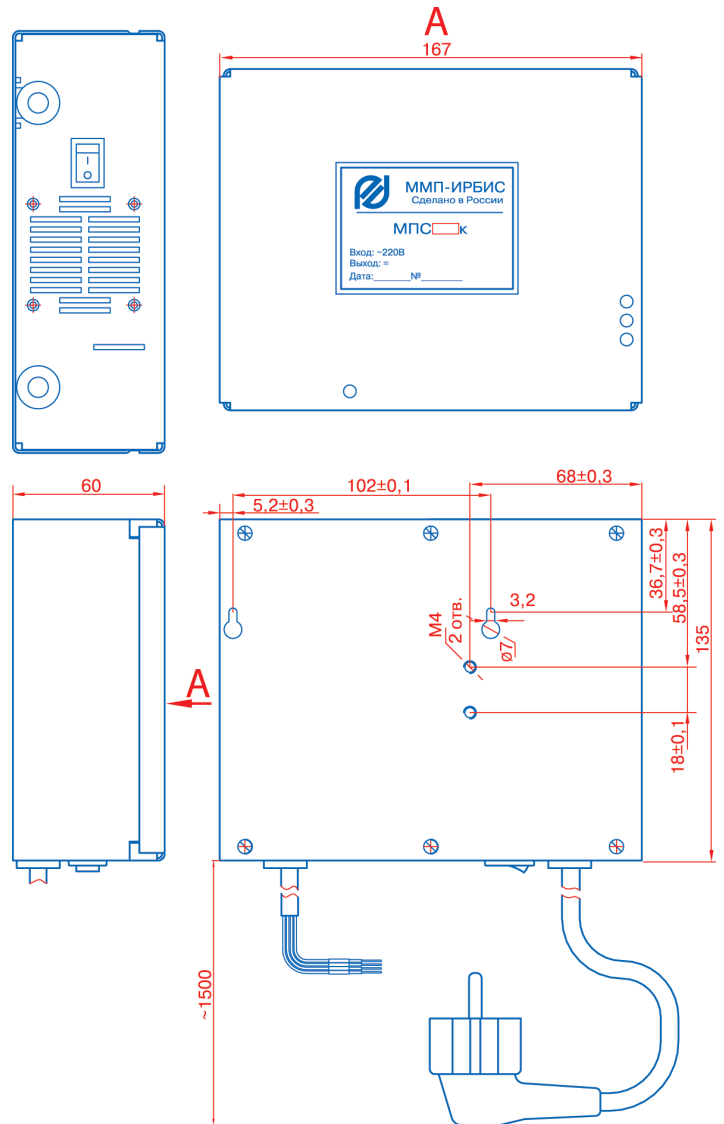 А
167
ММП-ИРБИС
Сделано в России
МПС к
Вход: ~220В
Выход: =
Дата:______№________
60
102±0,1
68±0,3
5,2±0,3
36,7±0,3
58,5±0,3
135
3,2
М4
2 отв.
ø7
А
18±0,1
~1500